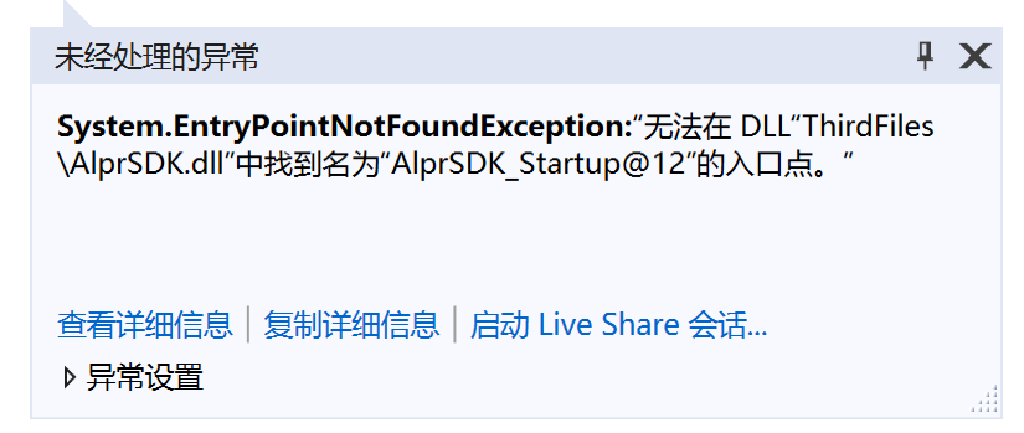 未经处理的异常
System.EntryPointNotFoundException:“无法在 DLL“ThirdFiles
\AlprSDK.dll”中找到名为“AlprSDK_Startup@12”的入口点。”
查看详细信息 | 复制详细信息 | 启动 Live Share 会话...
异常设置